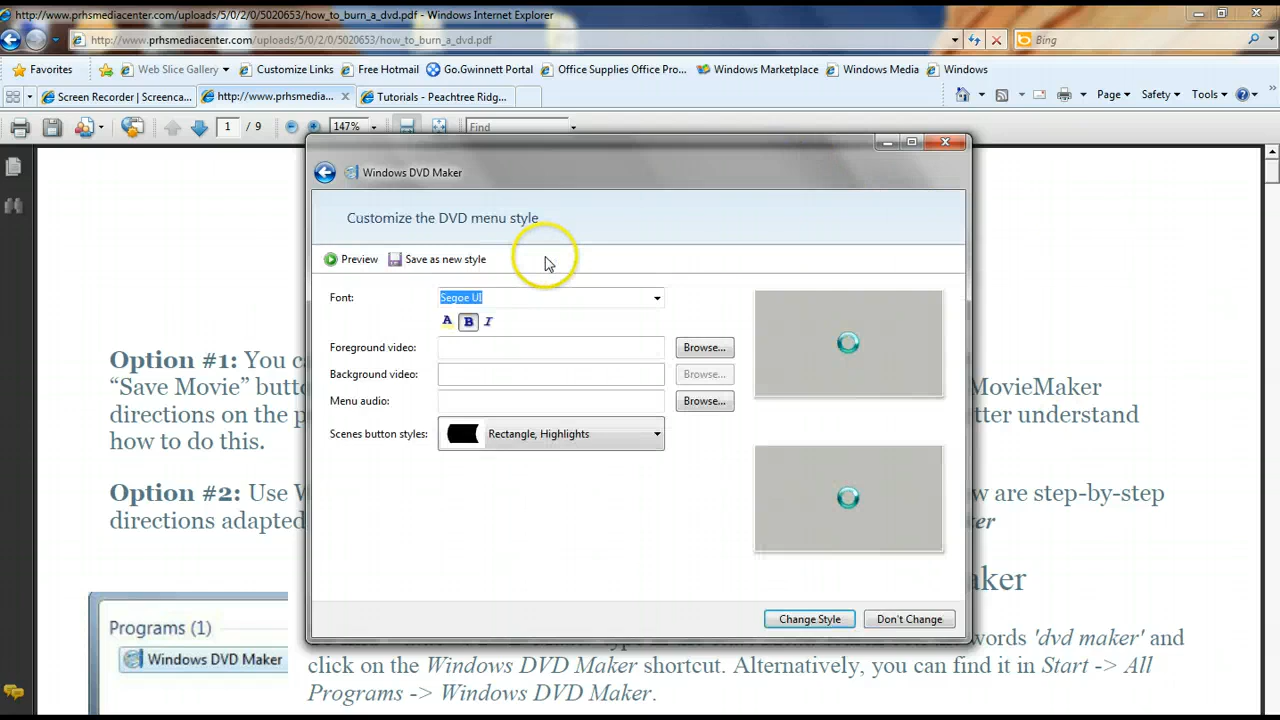 http://www.prhsmediacenter.com/uploads/5/0/2/0/5020653/how_to_burn_a_dvd.pdf - Windows Internet Explorer
http://www.prhsmediacenter.com/uploads/5/0/2/0/5020653/how_to_burn_a_dvd.pdf
Bing
Favorites Web Slice Gallery Customize Links Free Hotmail Go.Gwinnett Portal Office Supplies Office Pro... Windows Marketplace Windows Media Windows
Screen Recorder | Screenca... http://www.prhsmedia... Tutorials - Peachtree Ridg... Page Safety Tools
1 / 9 147% Find
Windows DVD Maker
Customize the DVD menu style
Preview Save as new style
Font: Segoe UI
A B I
Foreground video: Browse...
Background video: Browse...
Menu audio: Browse...
Scenes button styles: Rectangle, Highlights
Change Style Don't Change
Option #1: You
“Save Movie” MovieMaker
directions on the understand
how to do this.
Option #2: Use are step-by-step
directions adapted
Programs (1)
Windows DVD Maker
'dvd maker' and
click on the Windows DVD Maker shortcut. Alternatively, you can find it in Start -> All
Programs -> Windows DVD Maker.